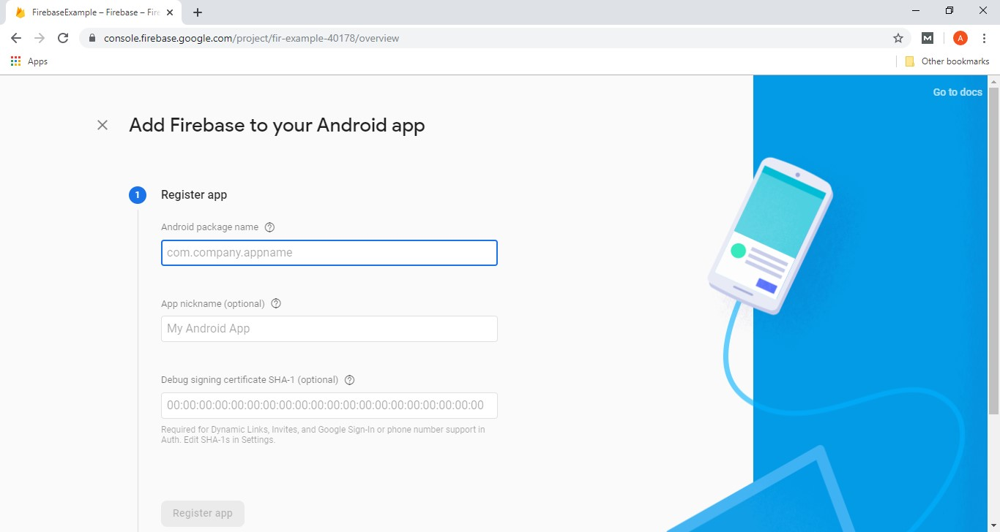 FirebaseExample – Firebase – Fire
console.firebase.google.com/project/fir-example-40178/overview
M
A
Apps
Other bookmarks
Go to docs
Add Firebase to your Android app
1
Register app
Android package name ?
com.company.appname
App nickname (optional) ?
My Android App
Debug signing certificate SHA-1 (optional) ?
00:00:00:00:00:00:00:00:00:00:00:00:00:00:00:00:00:00:00:00
Required for Dynamic Links, Invites, and Google Sign-In or phone number support in
Auth. Edit SHA-1s in Settings.
Register app